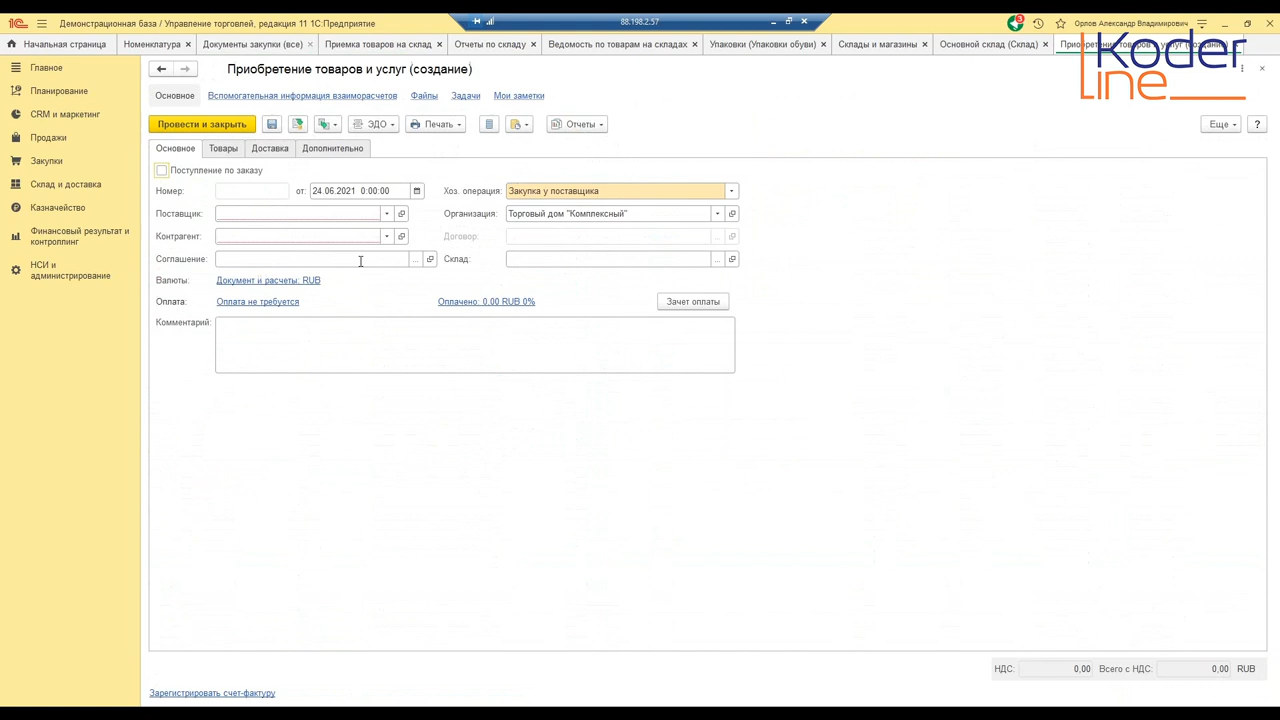 1С Демонстрационная база / Управление торговлей, редакция 11 1С:Предприятие
88.198.2.57
3 Орлов Александр Владимирович
Начальная страница Номенклатура Документы закупки (все) Приемка товаров на склад Отчеты по складу Ведомость по товарам на складах Упаковки (Упаковки обуви) Склады и магазины Основной склад (Склад) Приобретение товаров и услуг (создание)
Koder
line
Главное
Планирование
CRM и маркетинг
Продажи
Закупки
Склад и доставка
Казначейство
Финансовый результат и
контроллинг
НСИ и
администрирование
Приобретение товаров и услуг (создание)
Основное Вспомогательная информация взаиморасчетов Файлы Задачи Мои заметки
Провести и закрыть ЭДО Печать Отчеты Еще ?
Основное Товары Доставка Дополнительно
Поступление по заказу
Номер: от: 24.06.2021 0:00:00 Хоз. операция: Закупка у поставщика
Поставщик: Организация: Торговый дом "Комплексный"
Контрагент: Договор:
Соглашение: Склад:
Валюты: Документ и расчеты: RUB
Оплата: Оплата не требуется Оплачено: 0,00 RUB 0% Зачет оплаты
Комментарий:
НДС: 0,00 Всего с НДС: 0,00 RUB
Зарегистрировать счет-фактуру